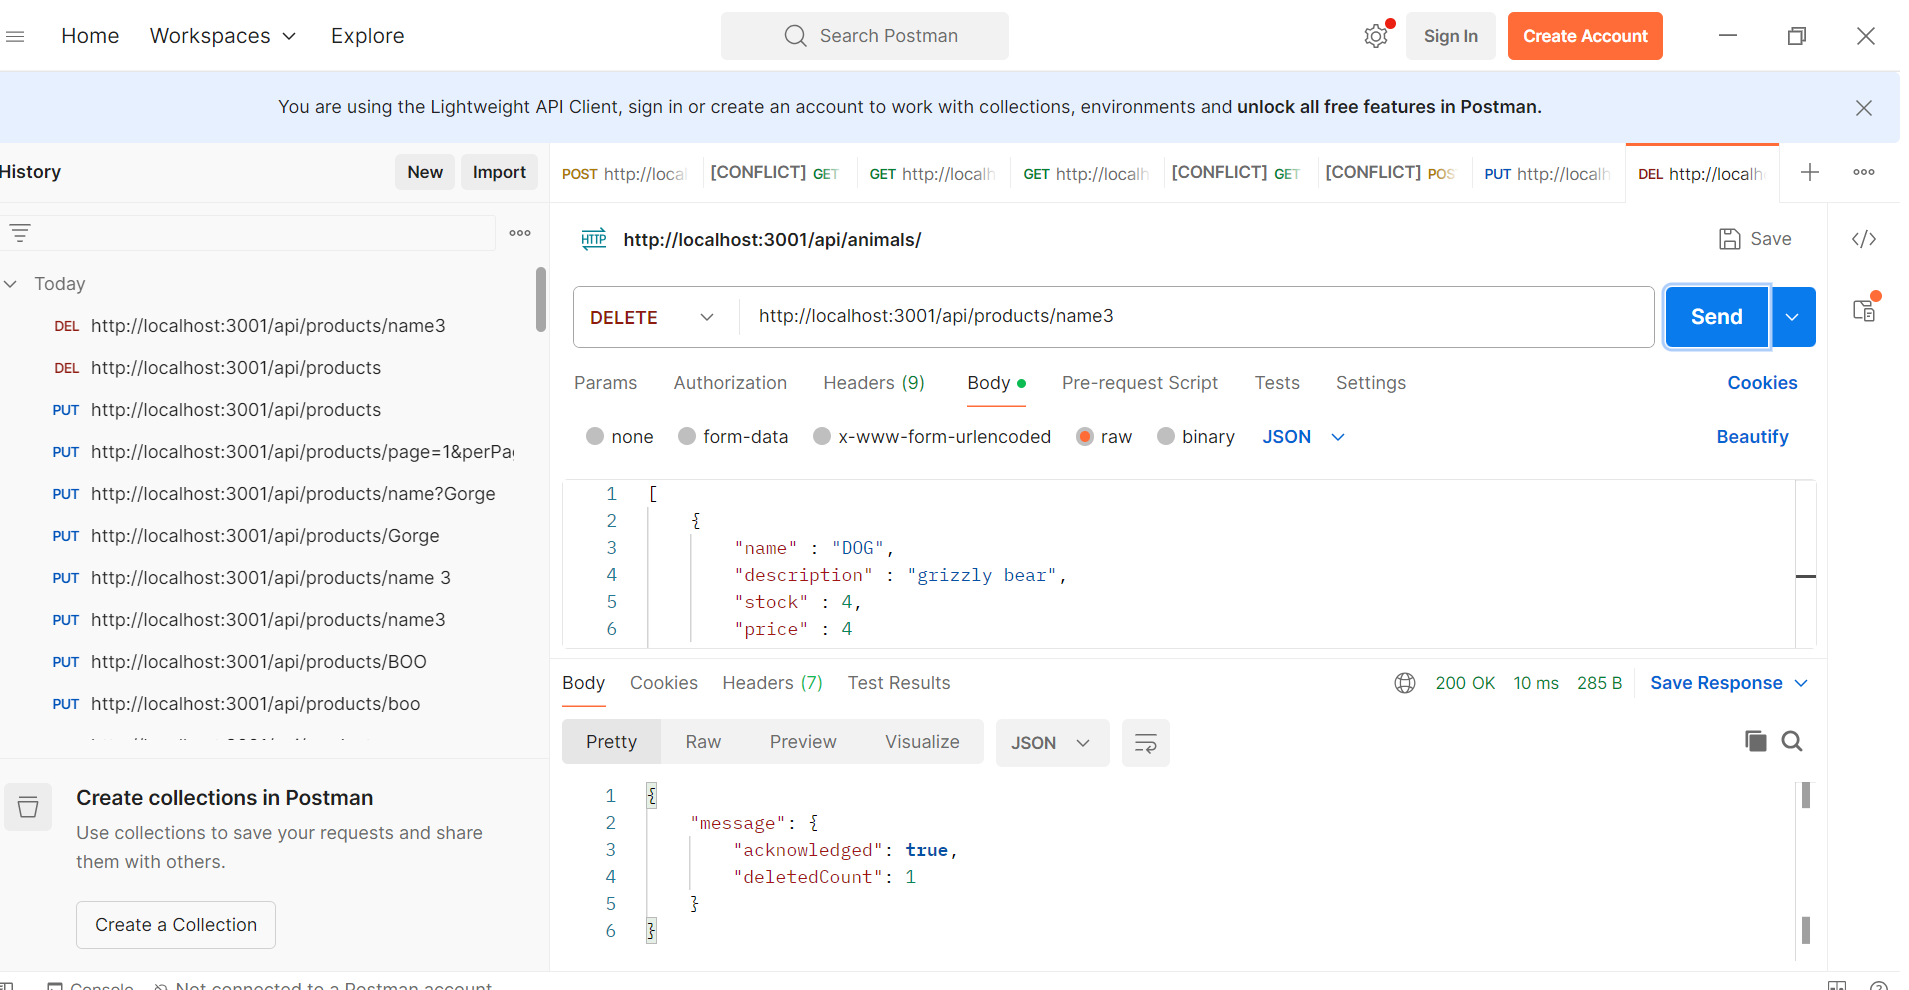 Home Workspaces Explore
Search Postman
Sign In
Create Account
You are using the Lightweight API Client, sign in or create an account to work with collections, environments and unlock all free features in Postman.
History
New Import
Today
DEL http://localhost:3001/api/products/name3
DEL http://localhost:3001/api/products
PUT http://localhost:3001/api/products
PUT http://localhost:3001/api/products/page=1&perPag
PUT http://localhost:3001/api/products/name?Gorge
PUT http://localhost:3001/api/products/Gorge
PUT http://localhost:3001/api/products/name 3
PUT http://localhost:3001/api/products/name3
PUT http://localhost:3001/api/products/BOO
PUT http://localhost:3001/api/products/boo
Create collections in Postman
Use collections to save your requests and share
them with others.
Create a Collection
POST http://local [CONFLICT] GET GET http://localh GET http://localh [CONFLICT] GET [CONFLICT] POS PUT http://localh DEL http://localh
HTTP http://localhost:3001/api/animals/
Save
DELETE http://localhost:3001/api/products/name3
Send
Params Authorization Headers (9) Body Pre-request Script Tests Settings
Cookies
none form-data x-www-form-urlencoded raw binary JSON
Beautify
1 [
2 {
3 "name" : "DOG",
4 "description" : "grizzly bear",
5 "stock" : 4,
6 "price" : 4
Body Cookies Headers (7) Test Results
200 OK 10 ms 285 B Save Response
Pretty Raw Preview Visualize JSON
1 {
2 "message": {
3 "acknowledged": true,
4 "deletedCount": 1
5 }
6 }
Console Not connected to a Postman account